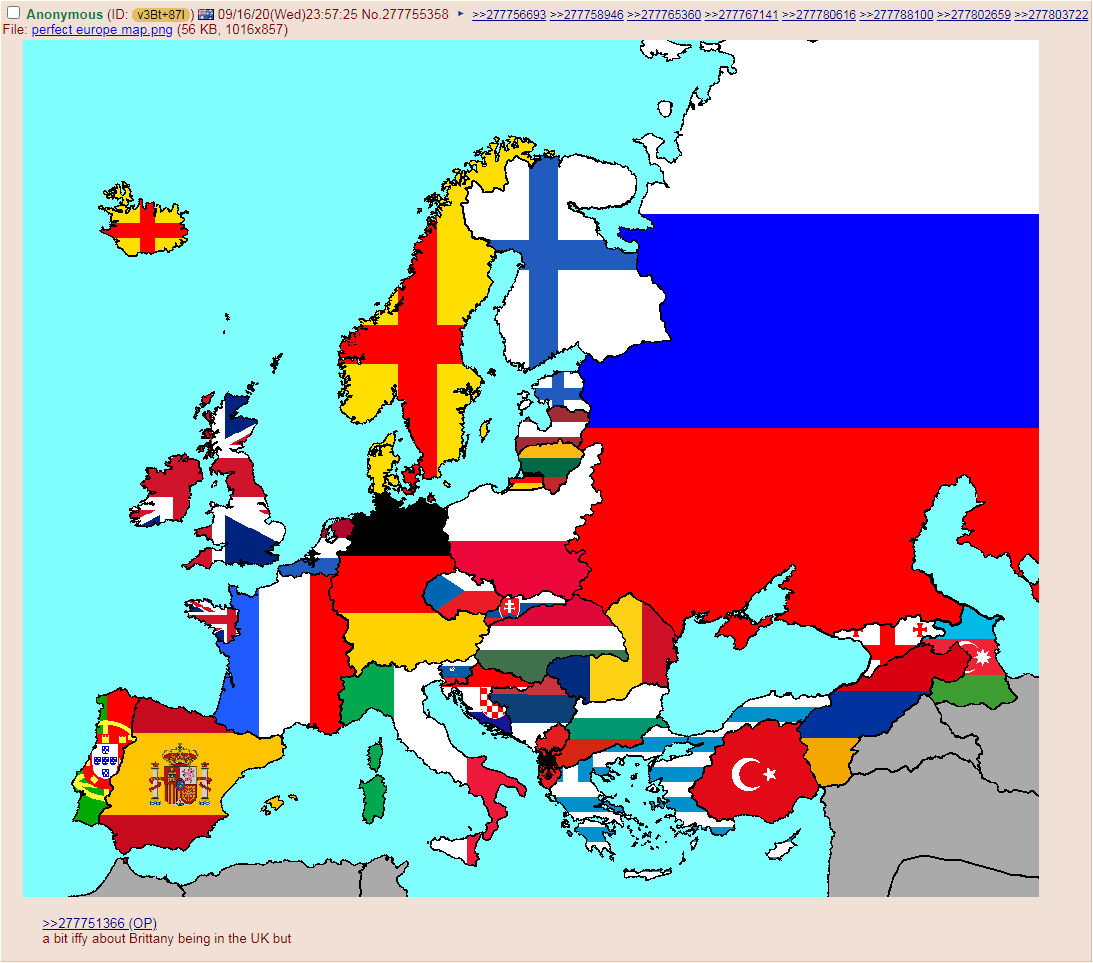 Anonymous (ID: v3Bt+87I) 09/16/20(Wed)23:57:25 No.277755358 ▸ >>277756693 >>277758946 >>277765360 >>277767141 >>277780616 >>277788100 >>277802659 >>277803722
File: perfect europe map.png (56 KB, 1016x857)
>>277751366 (OP)
a bit iffy about Brittany being in the UK but